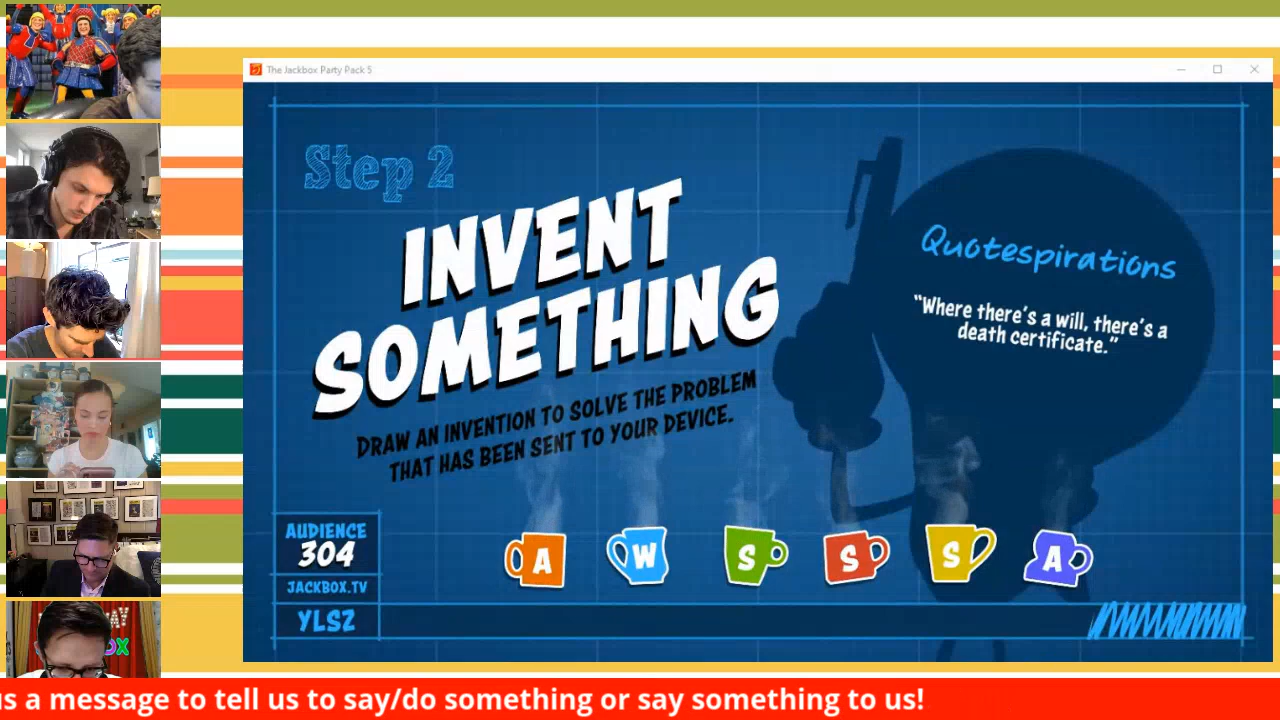 The Jackbox Party Pack 5
Step 2
INVENT
SOMETHING
DRAW AN INVENTION TO SOLVE THE PROBLEM
THAT HAS BEEN SENT TO YOUR DEVICE.
Quotespirations
“Where there's a will, there's a
death certificate.”
AUDIENCE
304
JACKBOX.TV
YLSZ
A W S S S A
us a message to tell us to say/do something or say something to us!